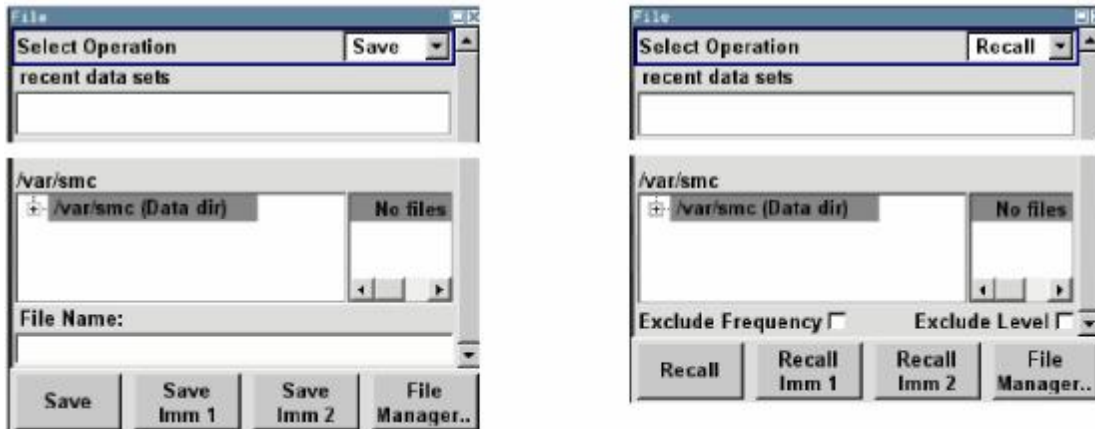 File
Select Operation Save
recent data sets
/var/smc
/var/smc (Data dir) No files
File Name:
Save Save Imm 1 Save Imm 2 File Manager..
File
Select Operation Recall
recent data sets
/var/smc
/var/smc (Data dir) No files
Exclude Frequency Exclude Level
Recall Recall Imm 1 Recall Imm 2 File Manager..